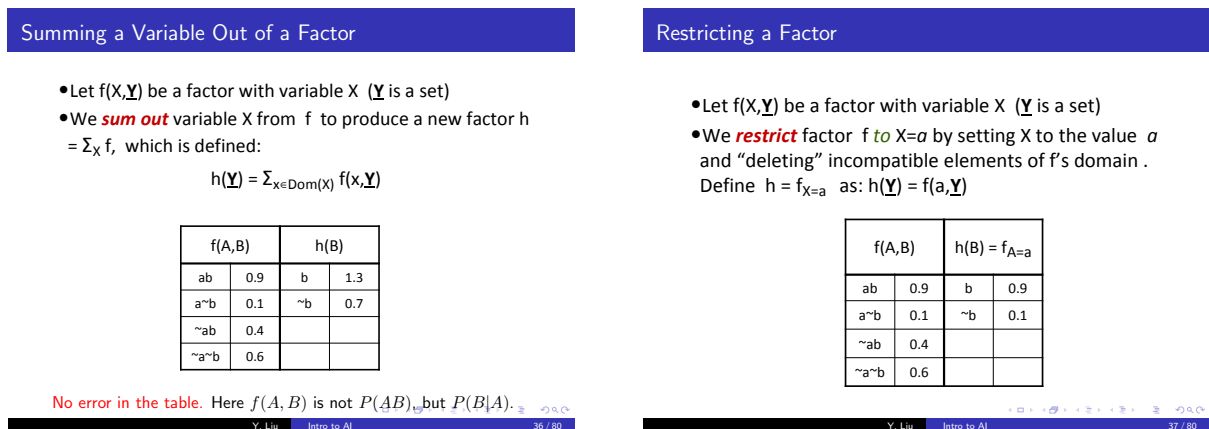 Summing a Variable Out of a Factor
•Let f(X,Y) be a factor with variable X (Y is a set)
•We sum out variable X from f to produce a new factor h
= Σ_X f, which is defined:
h(Y) = Σ_{x∈Dom(X)} f(x,Y)
f(A,B) h(B)
ab 0.9 b 1.3
a~b 0.1 ~b 0.7
~ab 0.4
~a~b 0.6
No error in the table. Here f(A, B) is not P(AB), but P(B|A).
Y. Liu Intro to AI 36 / 80
Restricting a Factor
•Let f(X,Y) be a factor with variable X (Y is a set)
•We restrict factor f to X=a by setting X to the value a
and “deleting” incompatible elements of f’s domain .
Define h = f_{X=a} as: h(Y) = f(a,Y)
f(A,B) h(B) = f_{A=a}
ab 0.9 b 0.9
a~b 0.1 ~b 0.1
~ab 0.4
~a~b 0.6
Y. Liu Intro to AI 37 / 80